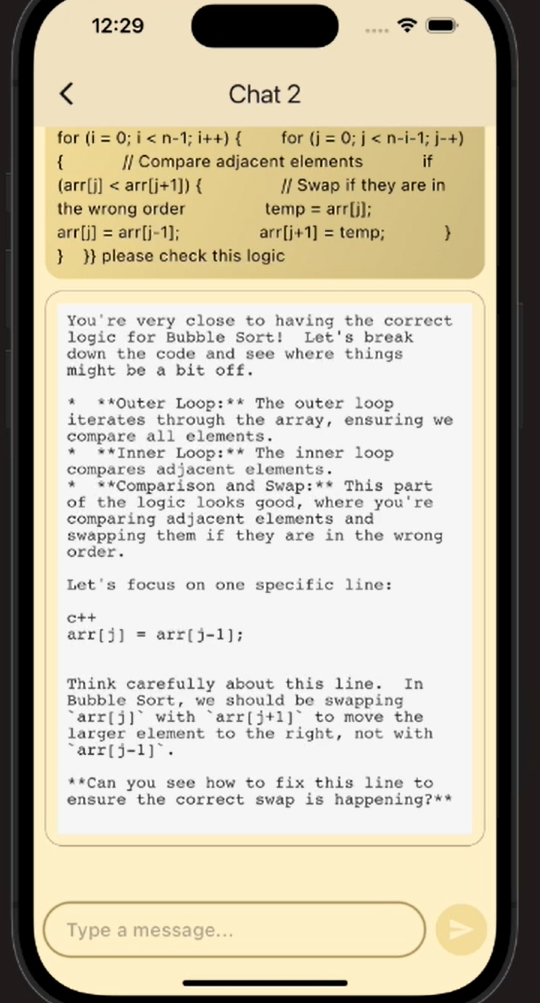 12:29
Chat 2
for (i = 0; i < n-1; i++) {        for (j = 0; j < n-i-1; j-+)
{            // Compare adjacent elements            if
(arr[j] < arr[j+1]) {                // Swap if they are in
the wrong order                temp = arr[j];
arr[j] = arr[j-1];                arr[j+1] = temp;            }
}    }} please check this logic
You're very close to having the correct
logic for Bubble Sort!  Let's break
down the code and see where things
might be a bit off.
*  **Outer Loop:** The outer loop
iterates through the array, ensuring we
compare all elements.
*  **Inner Loop:** The inner loop
compares adjacent elements.
*  **Comparison and Swap:** This part
of the logic looks good, where you're
comparing adjacent elements and
swapping them if they are in the wrong
order.
Let's focus on one specific line:
c++
arr[j] = arr[j-1];
Think carefully about this line.  In
Bubble Sort, we should be swapping
`arr[j]` with `arr[j+1]` to move the
larger element to the right, not with
`arr[j-1]`.
**Can you see how to fix this line to
ensure the correct swap is happening?**
Type a message...